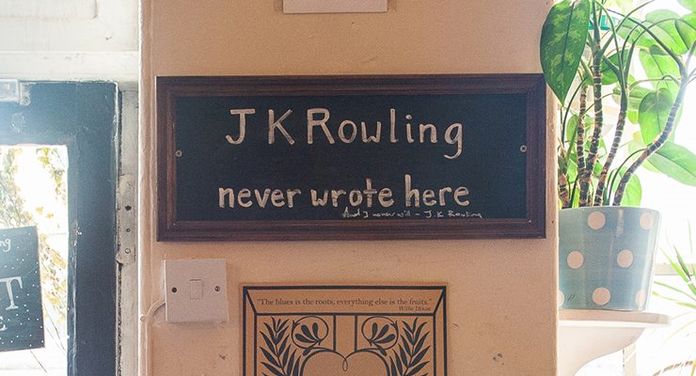 J K Rowling
never wrote here
And I never will - J.K Rowling
"The blues is the roots, everything else is the fruits."
Willie Dixon